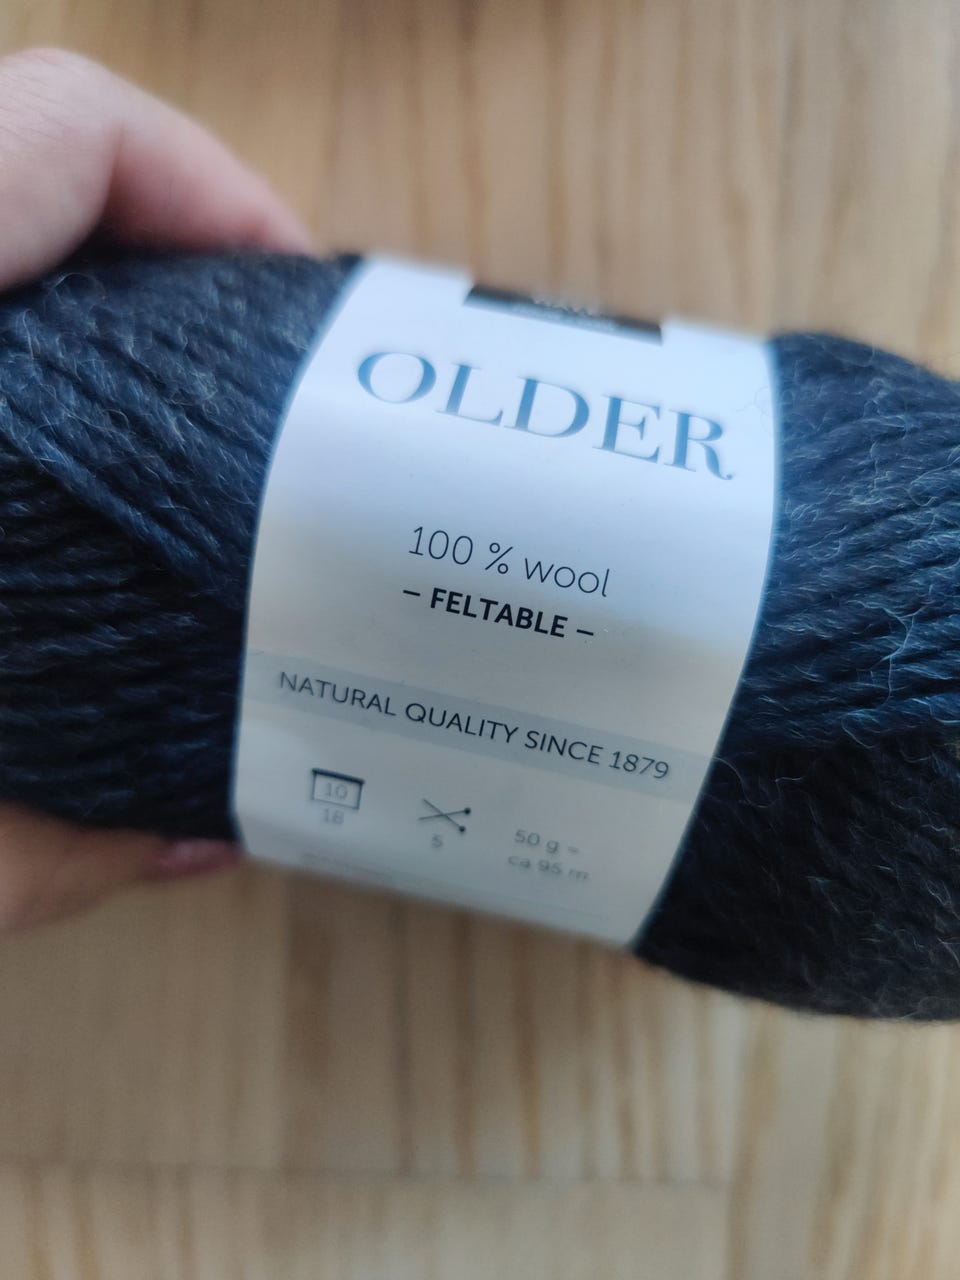 OLDER
100 % wool
– FELTABLE –
NATURAL QUALITY SINCE 1879
10
18
5
50 g =
ca 95 m